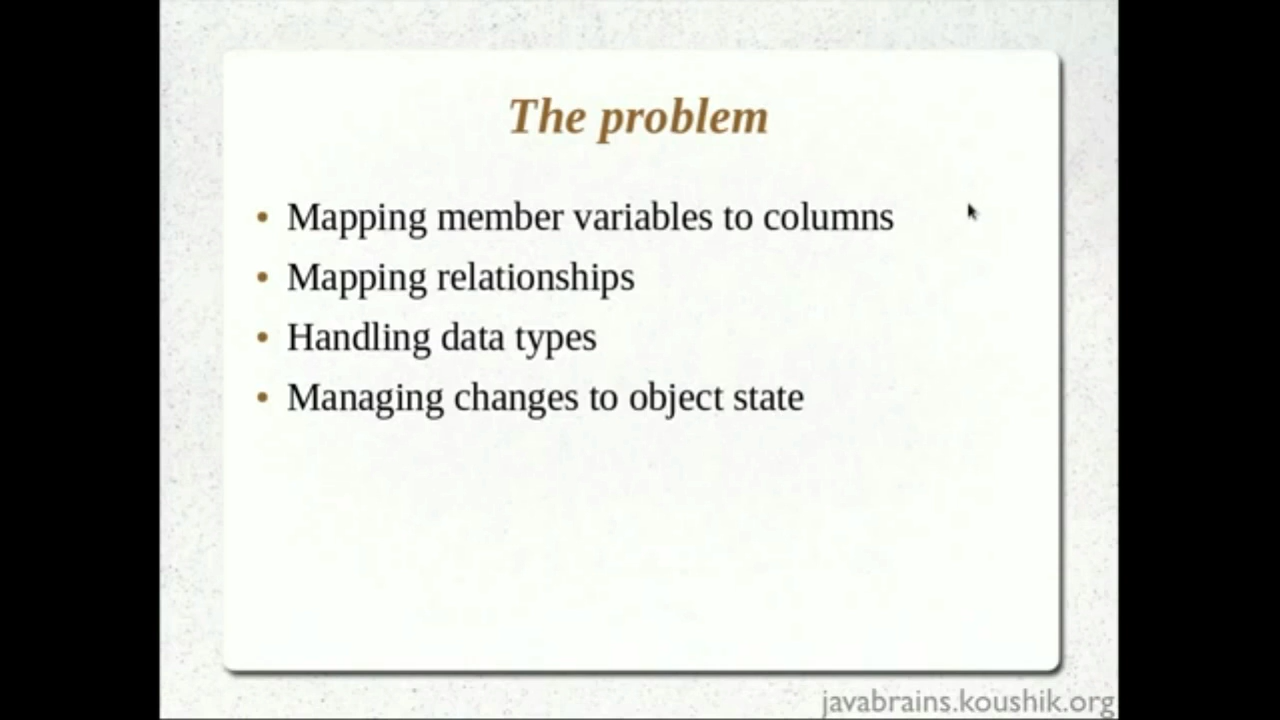 The problem
• Mapping member variables to columns
• Mapping relationships
• Handling data types
• Managing changes to object state
javabrains.koushik.org